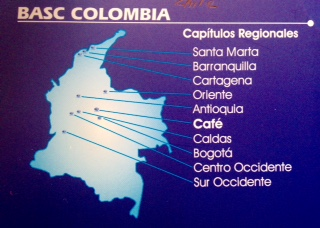 BASC COLOMBIA
Capítulos Regionales
Santa Marta
Barranquilla
Cartagena
Oriente
Antioquia
Café
Caldas
Bogotá
Centro Occidente
Sur Occidente